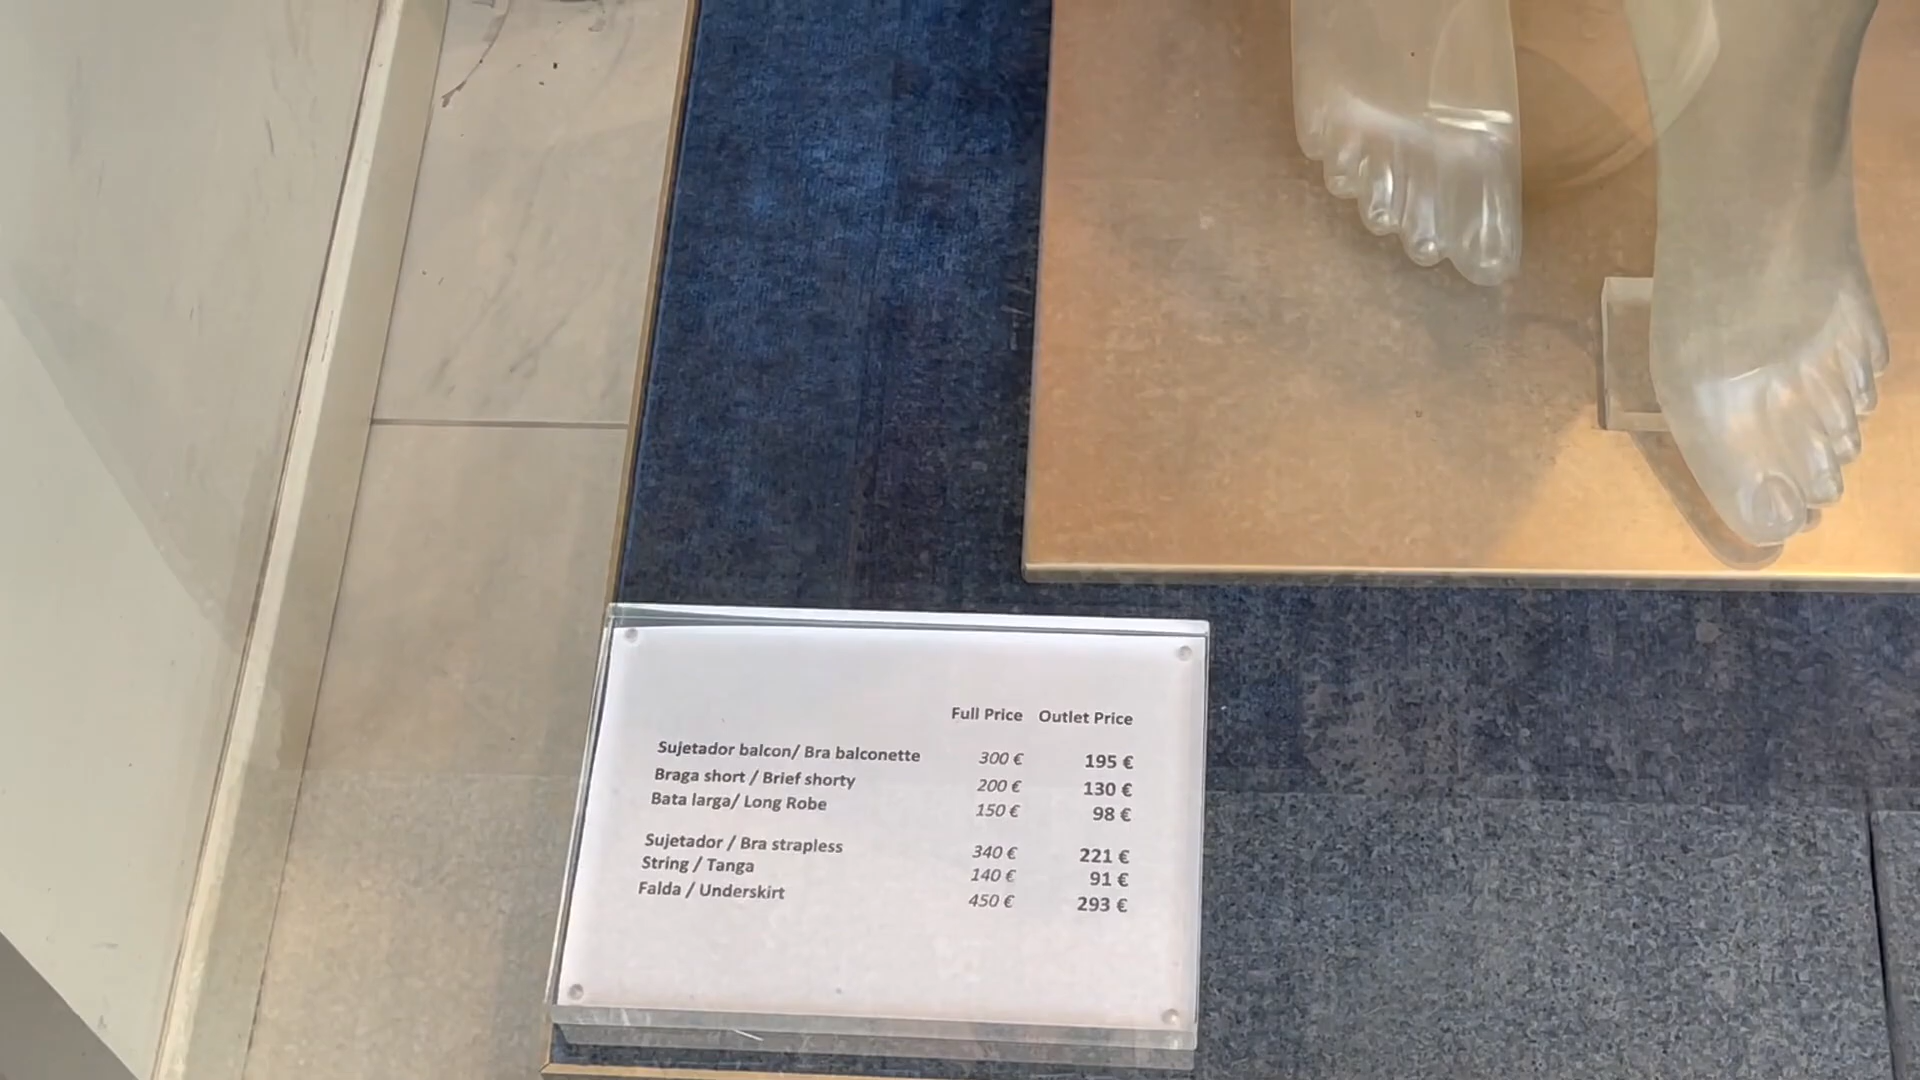 Full Price Outlet Price
Sujetador balcon/ Bra balconette 300 € 195 €
Braga short / Brief shorty 200 € 130 €
Bata larga/ Long Robe 150 € 98 €
Sujetador / Bra strapless 340 € 221 €
String / Tanga 140 € 91 €
Falda / Underskirt 450 € 293 €